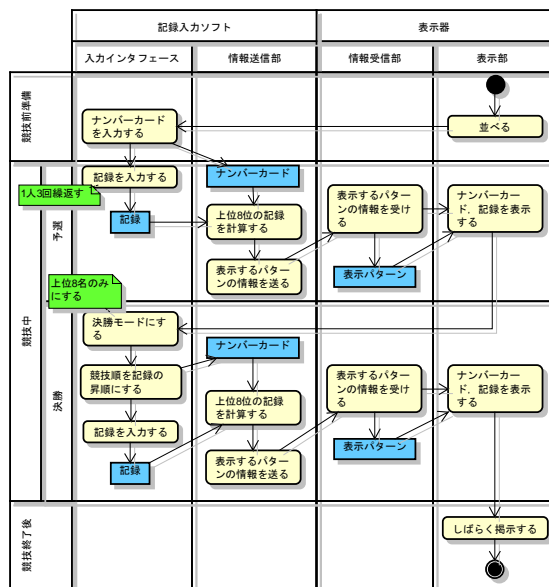 記録入力ソフト
表示器
入力インタフェース
情報送信部
情報受信部
表示部
競技前準備
ナンバーカード
を入力する
並べる
競技中
予選
記録を入力する
ナンバーカード
1人3回繰返す
記録
上位8位の記録
を計算する
表示するパター
ンの情報を送る
表示するパター
ンの情報を受け
る
表示パターン
ナンバーカー
ド，記録を表示
する
決勝
上位8名のみ
にする
決勝モードにす
る
競技順を記録の
昇順にする
記録を入力する
記録
ナンバーカード
上位8位の記録
を計算する
表示するパター
ンの情報を送る
表示するパター
ンの情報を受け
る
表示パターン
ナンバーカー
ド，記録を表示
する
競技終了後
しばらく掲示する